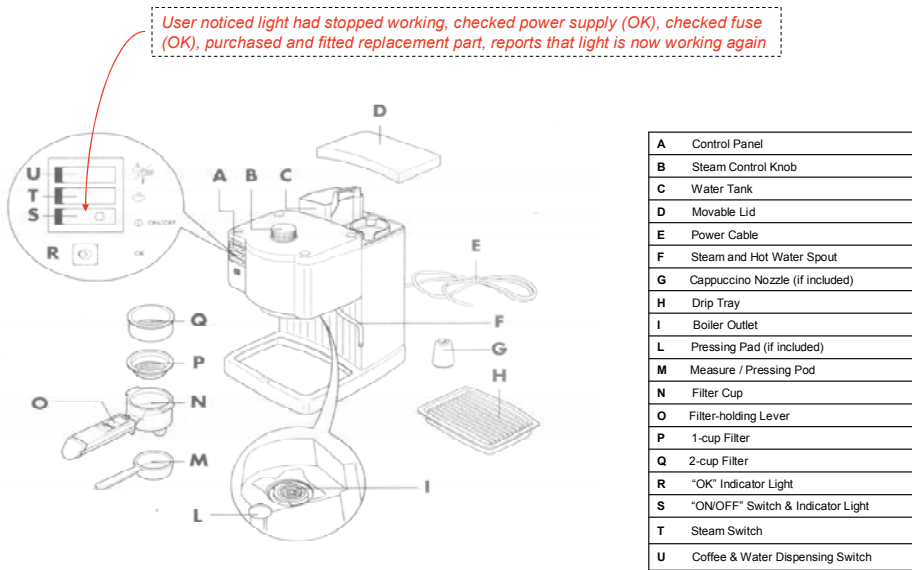 User noticed light had stopped working, checked power supply (OK), checked fuse
(OK), purchased and fitted replacement part, reports that light is now working again
D
U
T
S
ON/OFF
R
OK
A B C
E
Q
P
O
N
M
F
G
H
I
L
A Control Panel
B Steam Control Knob
C Water Tank
D Movable Lid
E Power Cable
F Steam and Hot Water Spout
G Cappuccino Nozzle (if included)
H Drip Tray
I Boiler Outlet
L Pressing Pad (if included)
M Measure / Pressing Pod
N Filter Cup
O Filter-holding Lever
P 1-cup Filter
Q 2-cup Filter
R “OK” Indicator Light
S “ON/OFF” Switch & Indicator Light
T Steam Switch
U Coffee & Water Dispensing Switch